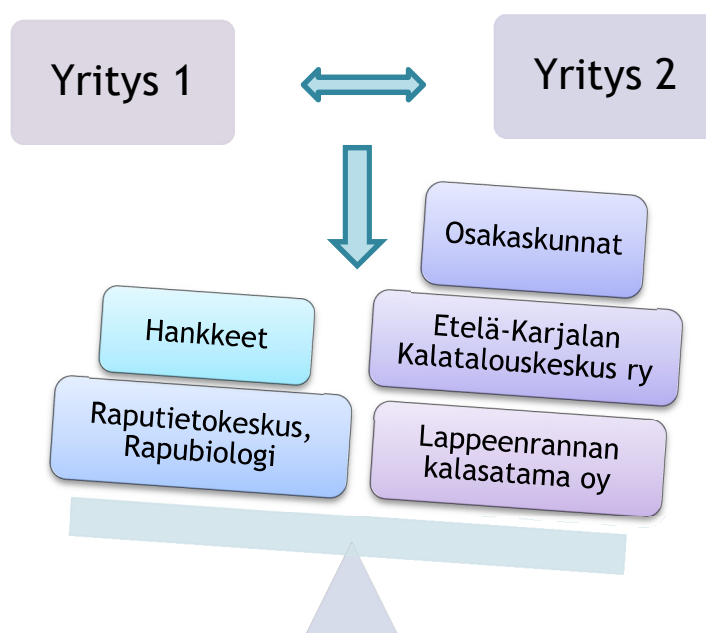 Yritys 1
Yritys 2
Osakaskunnat
Hankkeet
Etelä-Karjalan
Kalatalouskeskus ry
Raputietokeskus,
Rapubiologi
Lappeenrannan
kalasatama oy